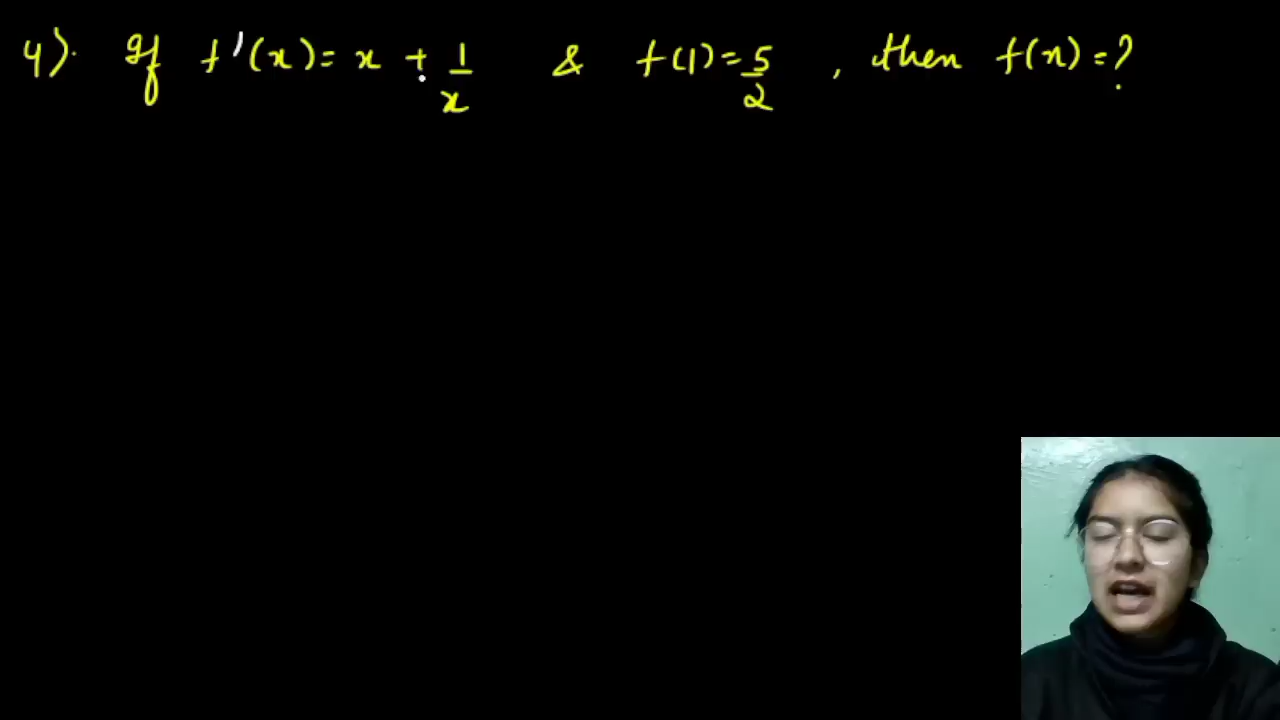 4). If f'(x) = x + 1/x & f(1) = 5/2, then f(x) = ?